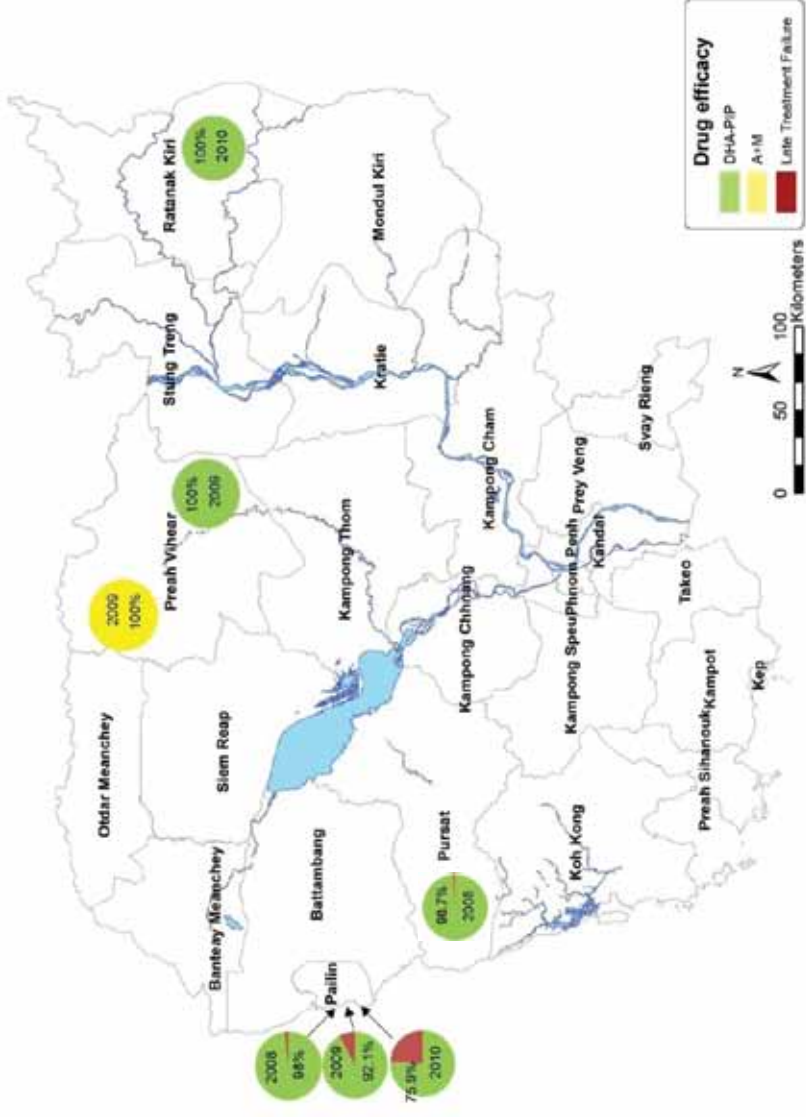 Otdar Meanchey
2009
100%
Preah Vihear
100%
2009
Stung Treng
Ratanak Kiri
100%
2010
Banteay Meanchey
Siem Reap
Battambang
Pailin
2008
98%
2009
92.1%
75.9%
2010
Kampong Thom
Kratie
Mondul Kiri
Pursat
98.7%
2008
Kampong Chhnang
Kampong Cham
Koh Kong
Kampong Speu
Phnom Penh
Kandal
Prey Veng
Svay Rieng
Takeo
Preah Sihanouk
Kampot
Kep
N
0 50 100
Kilometers
Drug efficacy
DHA-PIP
A+M
Late Treatment Failure